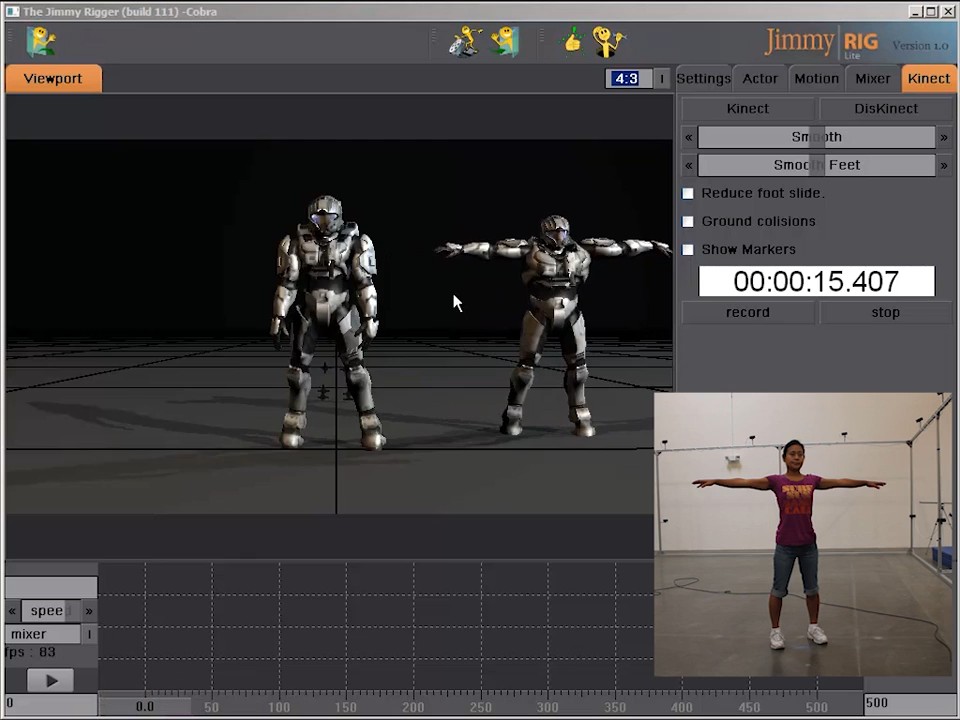 The Jimmy Rigger (build 111) -Cobra
Jimmy RIG Lite Version 1.0
Viewport
4:3 I
Settings Actor Motion Mixer Kinect
Kinect DisKinect
« Smooth »
« Smooth Feet »
Reduce foot slide.
Ground colisions
Show Markers
00:00:15.407
record stop
« speed »
mixer I
fps : 83
0 0.0 50 100 150 200 250 300 350 400 450 500 500